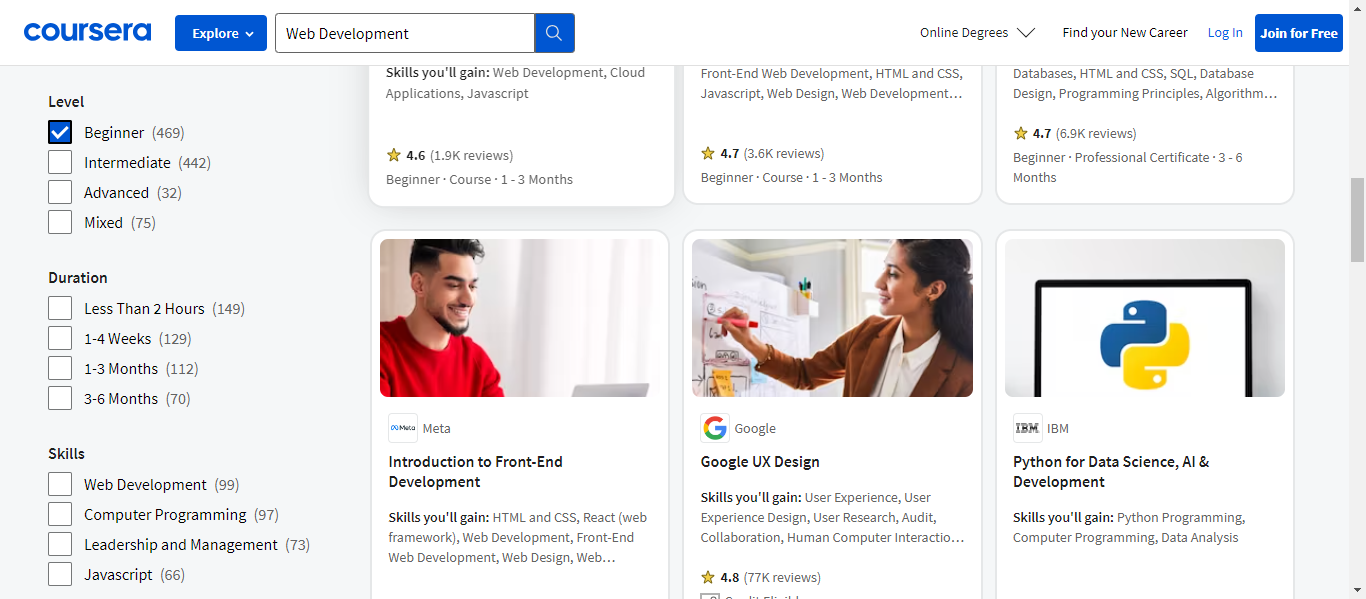 coursera
Explore
Web Development
Online Degrees
Find your New Career
Log In
Join for Free
Level
Beginner (469)
Intermediate (442)
Advanced (32)
Mixed (75)
Duration
Less Than 2 Hours (149)
1-4 Weeks (129)
1-3 Months (112)
3-6 Months (70)
Skills
Web Development (99)
Computer Programming (97)
Leadership and Management (73)
Javascript (66)
Skills you'll gain: Web Development, Cloud
Applications, Javascript
4.6 (1.9K reviews)
Beginner · Course · 1 - 3 Months
Front-End Web Development, HTML and CSS,
Javascript, Web Design, Web Development…
4.7 (3.6K reviews)
Beginner · Course · 1 - 3 Months
Databases, HTML and CSS, SQL, Database
Design, Programming Principles, Algorithm…
4.7 (6.9K reviews)
Beginner · Professional Certificate · 3 - 6
Months
Meta
Meta
Introduction to Front-End
Development
Skills you'll gain: HTML and CSS, React (web
framework), Web Development, Front-End
Web Development, Web Design, Web…
G
Google
Google UX Design
Skills you'll gain: User Experience, User
Experience Design, User Research, Audit,
Collaboration, Human Computer Interactio…
4.8 (77K reviews)
IBM
IBM
Python for Data Science, AI &
Development
Skills you'll gain: Python Programming,
Computer Programming, Data Analysis